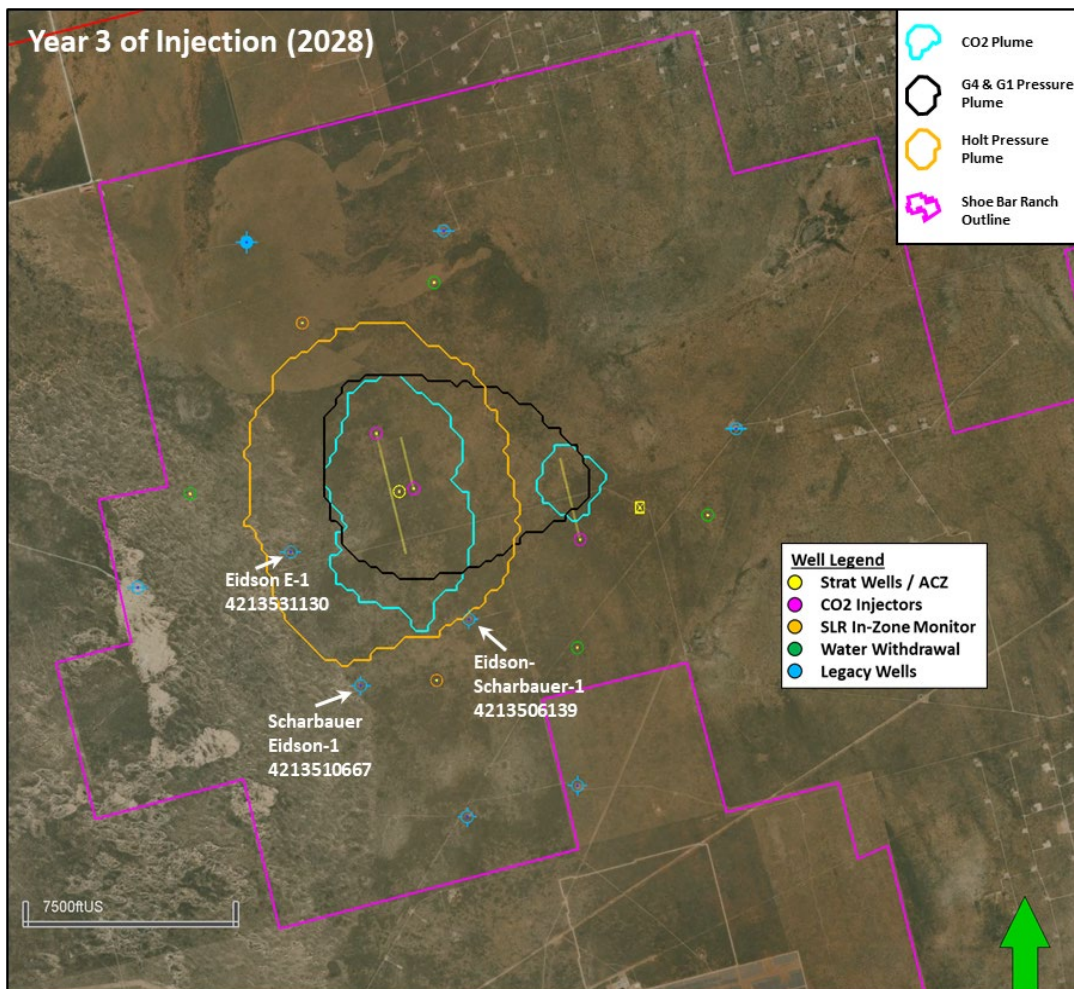 Year 3 of Injection (2028)
CO2 Plume
G4 & G1 Pressure
Plume
Holt Pressure
Plume
Shoe Bar Ranch
Outline
Eidson E-1
4213531130
Eidson-
Scharbauer-1
4213506139
Scharbauer
Eidson-1
4213510667
Well Legend
Strat Wells / ACZ
CO2 Injectors
SLR In-Zone Monitor
Water Withdrawal
Legacy Wells
7500ftUS